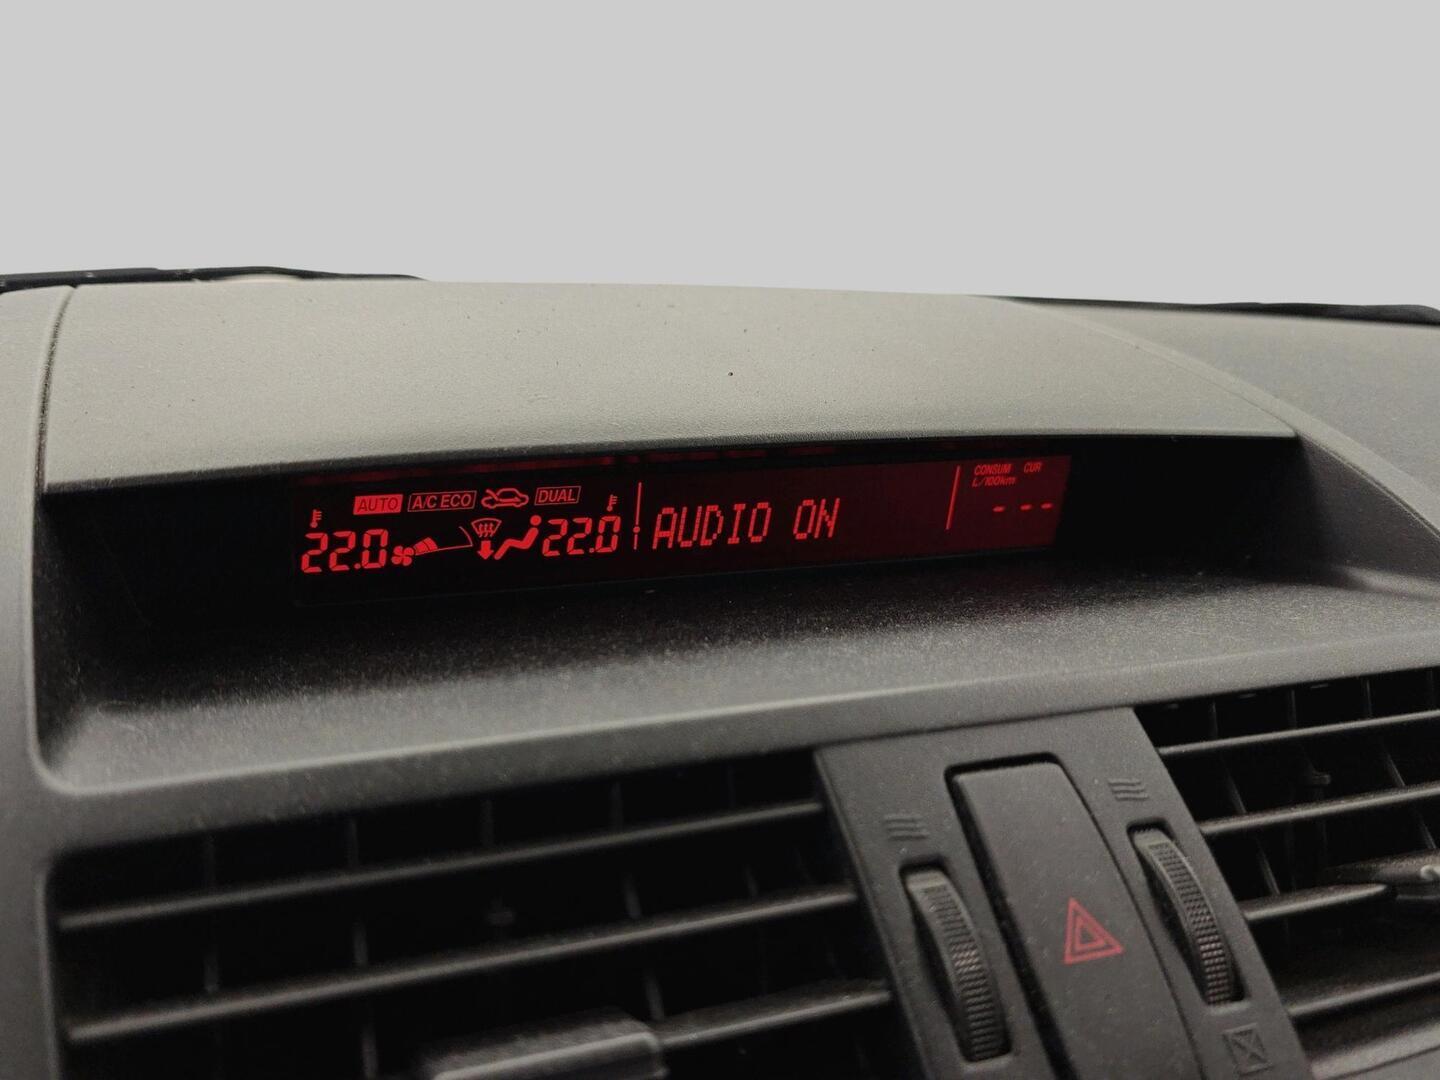 AUTO A/C ECO DUAL
22.0 22.0
AUDIO ON
CONSUM CUR
L/100km
---